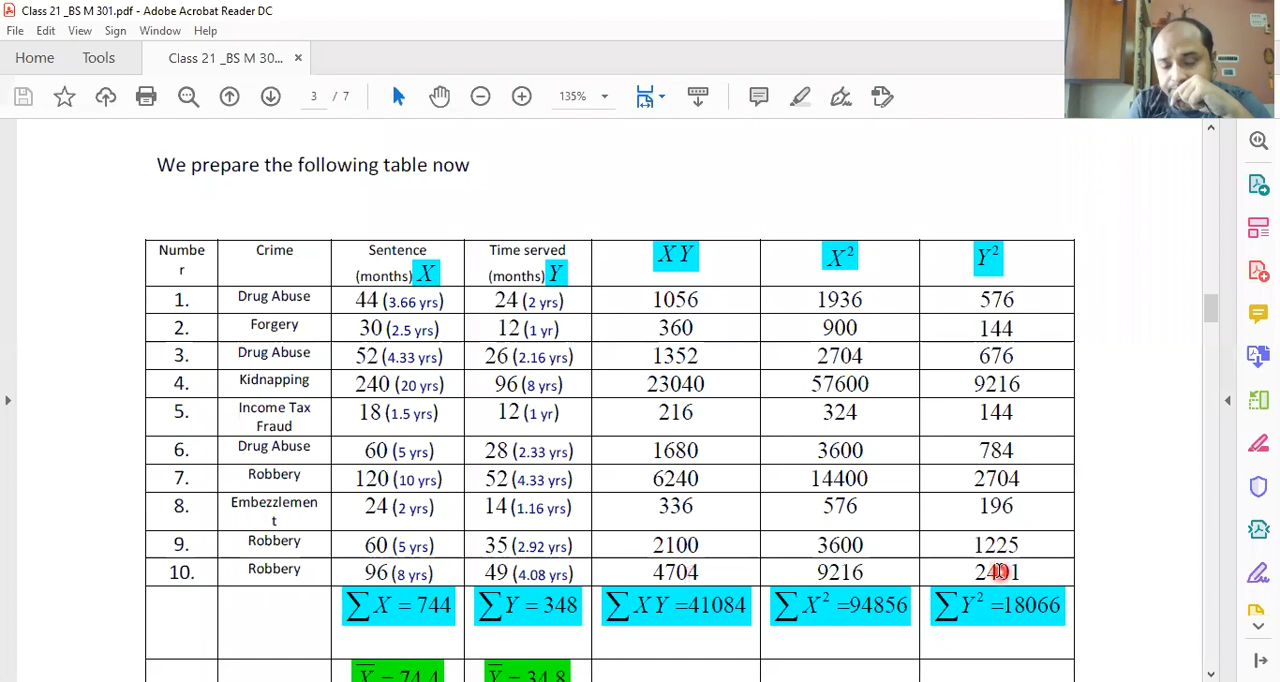 Class 21 _BS M 301.pdf - Adobe Acrobat Reader DC
File Edit View Sign Window Help
Home Tools Class 21 _BS M 30... ×
3 / 7 135%
We prepare the following table now
Numbe
r Crime Sentence
(months) X Time served
(months) Y X Y X² Y²
1. Drug Abuse 44 (3.66 yrs) 24 (2 yrs) 1056 1936 576
2. Forgery 30 (2.5 yrs) 12 (1 yr) 360 900 144
3. Drug Abuse 52 (4.33 yrs) 26 (2.16 yrs) 1352 2704 676
4. Kidnapping 240 (20 yrs) 96 (8 yrs) 23040 57600 9216
5. Income Tax
Fraud 18 (1.5 yrs) 12 (1 yr) 216 324 144
6. Drug Abuse 60 (5 yrs) 28 (2.33 yrs) 1680 3600 784
7. Robbery 120 (10 yrs) 52 (4.33 yrs) 6240 14400 2704
8. Embezzlemen
t 24 (2 yrs) 14 (1.16 yrs) 336 576 196
9. Robbery 60 (5 yrs) 35 (2.92 yrs) 2100 3600 1225
10. Robbery 96 (8 yrs) 49 (4.08 yrs) 4704 9216 2401
∑ X = 744 ∑ Y = 348 ∑ X Y =41084 ∑ X² =94856 ∑ Y² =18066
X̅ = 74.4 Y̅ = 34.8